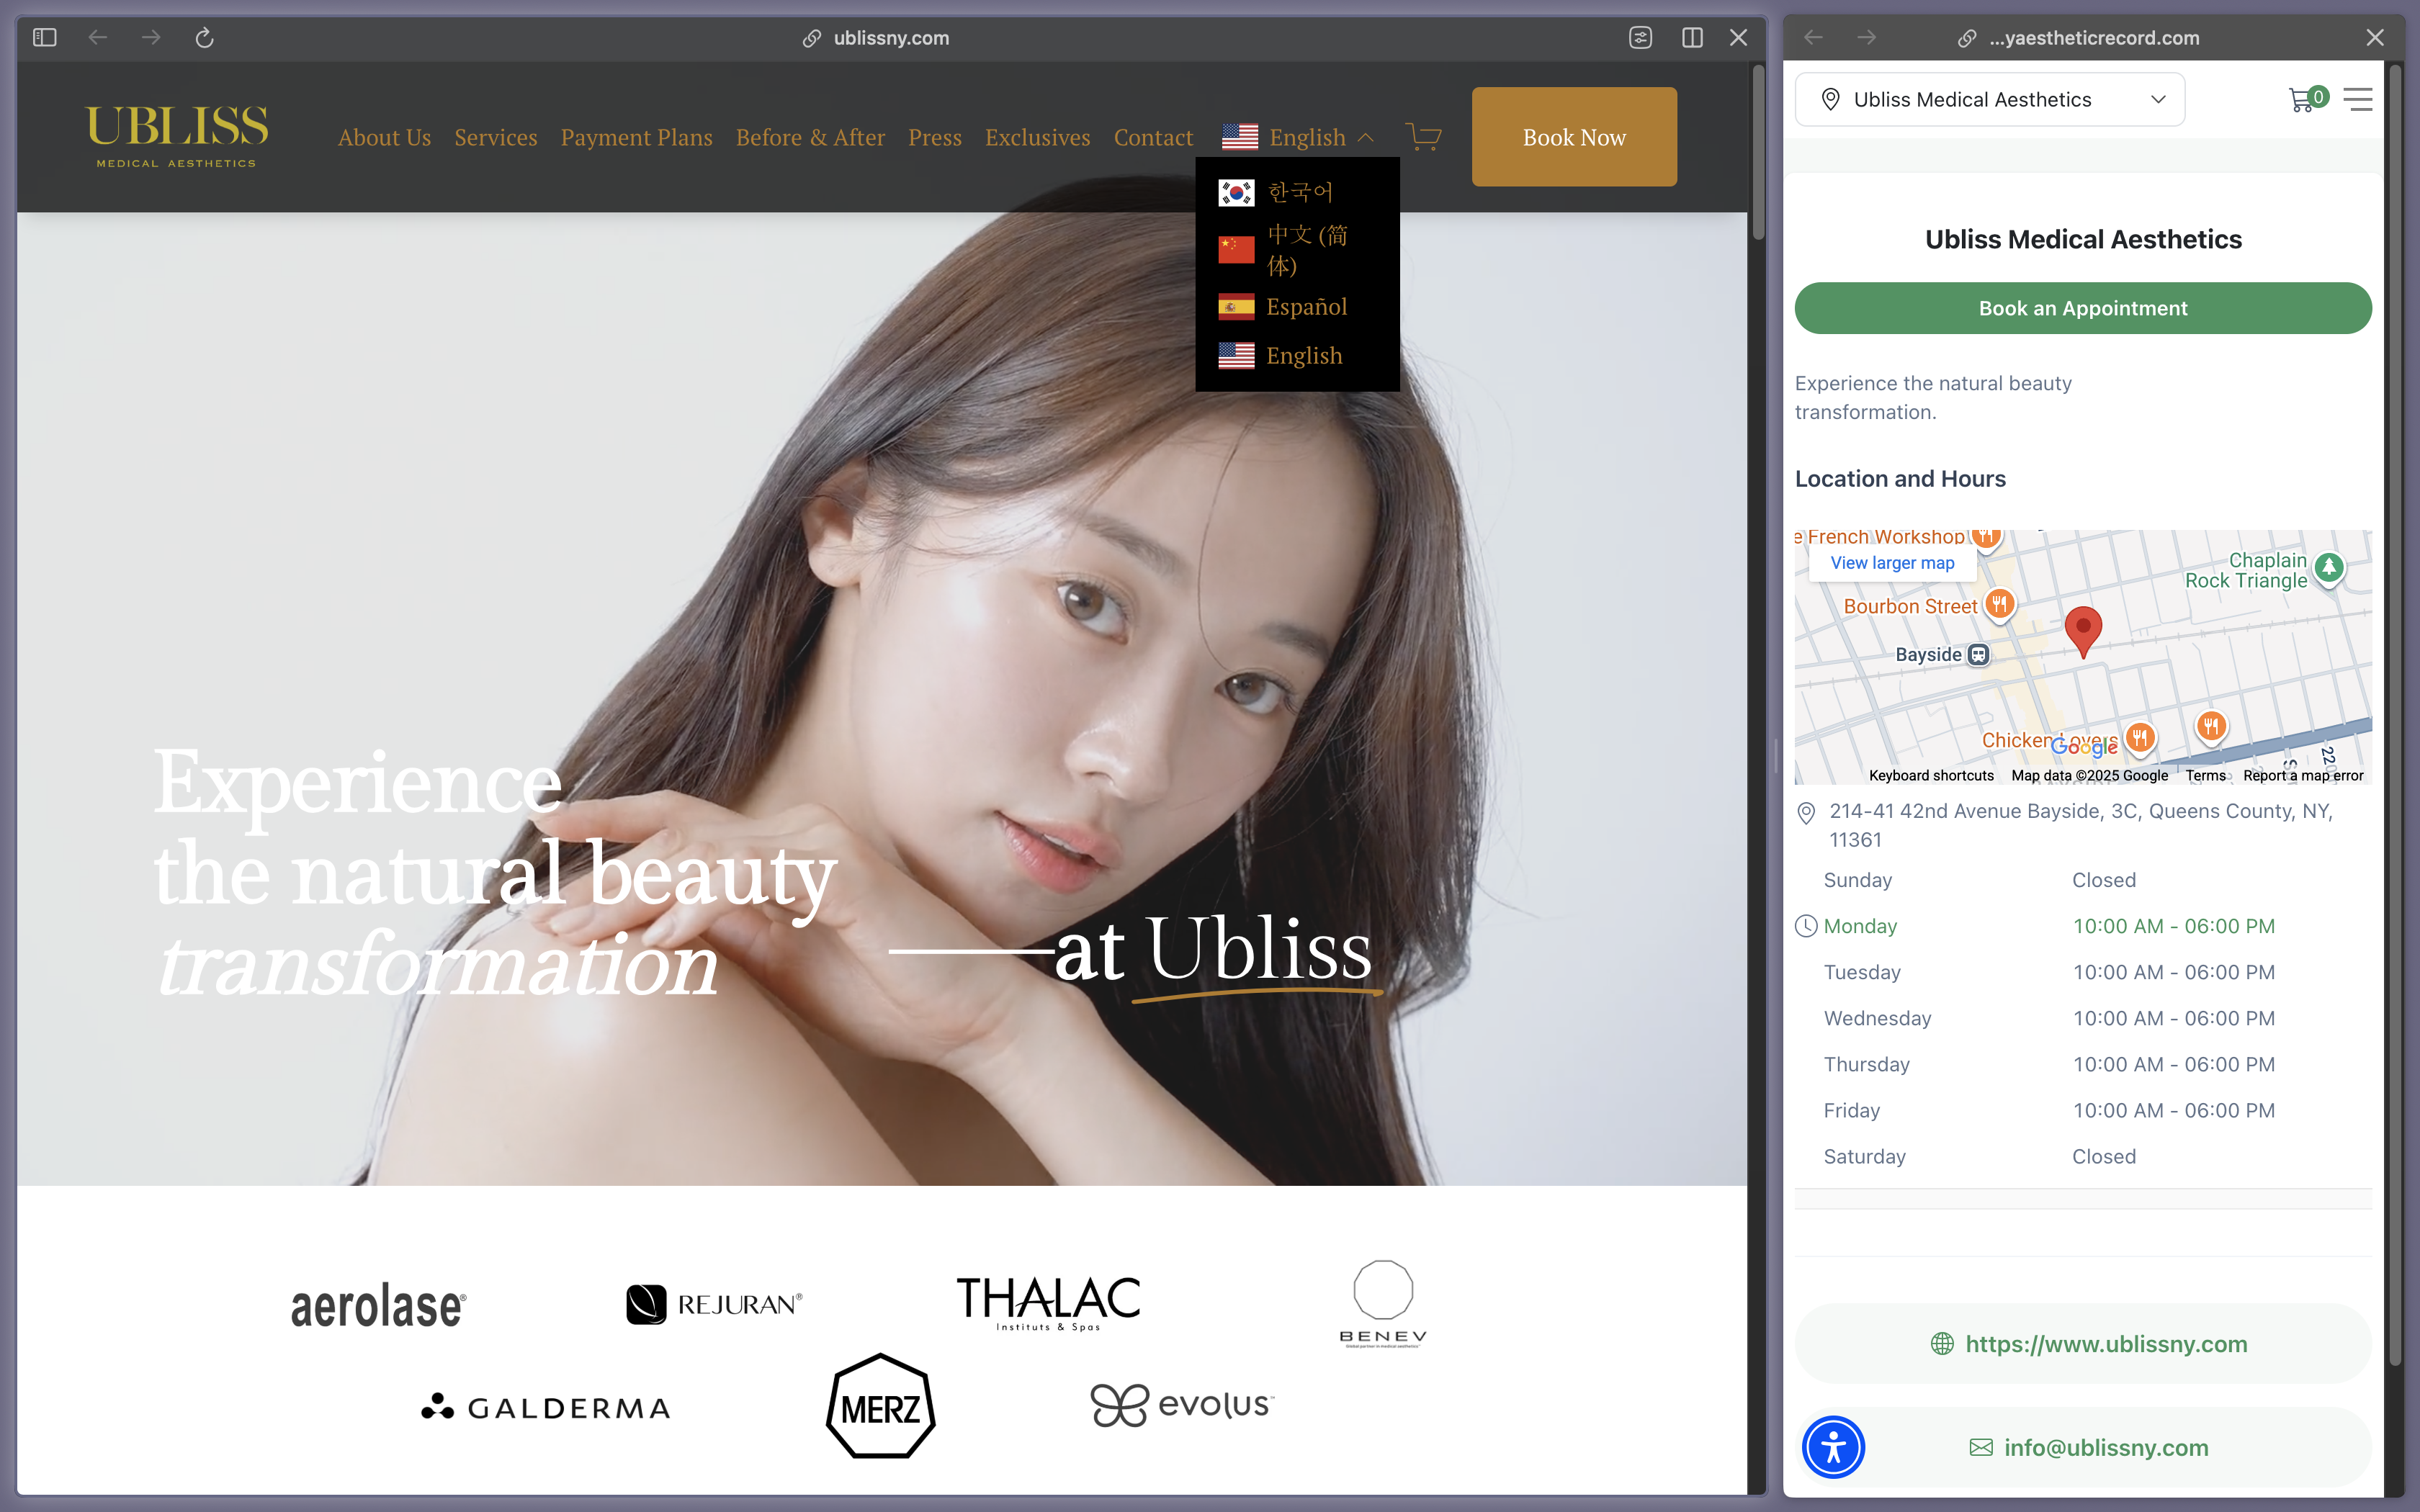 ublissny.com
UBLISS
MEDICAL AESTHETICS
About Us
Services
Payment Plans
Before & After
Press
Exclusives
Contact
English
Book Now
한국어
中文 (简
体)
Español
English
Experience
the natural beauty
transformation
at Ubliss
aerolase®
REJURAN®
THALAC
Instituts & Spas
BENEV
Global partner in medical aesthetics™
GALDERMA
MERZ
evolus™
...yaestheticrecord.com
Ubliss Medical Aesthetics
0
Ubliss Medical Aesthetics
Book an Appointment
Experience the natural beauty
transformation.
Location and Hours
e French Workshop
View larger map
Chaplain
Rock Triangle
Bourbon Street
Bayside
Chicken Lovers
Google
220
Keyboard shortcuts
Map data ©2025 Google
Terms
Report a map error
214-41 42nd Avenue Bayside, 3C, Queens County, NY,
11361
Sunday Closed
Monday 10:00 AM - 06:00 PM
Tuesday 10:00 AM - 06:00 PM
Wednesday 10:00 AM - 06:00 PM
Thursday 10:00 AM - 06:00 PM
Friday 10:00 AM - 06:00 PM
Saturday Closed
https://www.ublissny.com
info@ublissny.com